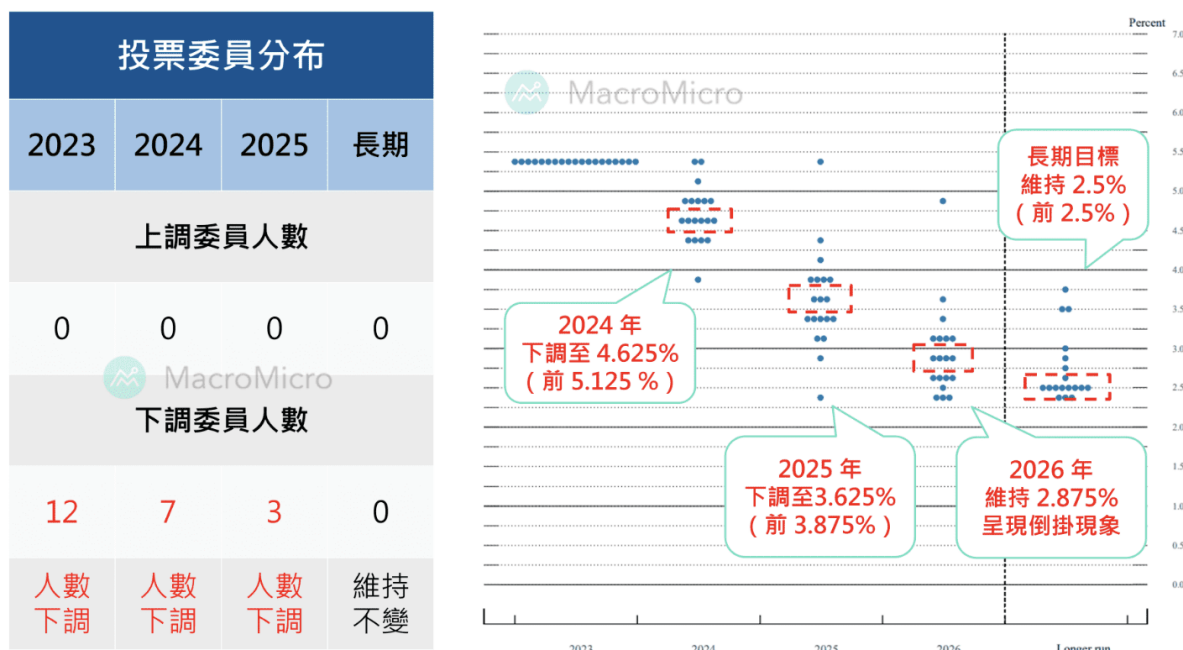 投票委員分布
2023 2024 2025 長期
上調委員人數
0 0 0 0
MacroMicro
下調委員人數
12 7 3 0
人數 人數 人數 維持
下調 下調 下調 不變
Percent
MacroMicro
7.0
6.5
6.0
5.5
5.0
4.5
4.0
3.5
3.0
2.5
2.0
1.5
1.0
0.5
0.0
長期目標
維持 2.5%
( 前 2.5% )
2024 年
下調至 4.625%
( 前 5.125 % )
2025 年
下調至3.625%
( 前 3.875% )
2026 年
維持 2.875%
呈現倒掛現象
2023 2024 2025 2026 Longer run